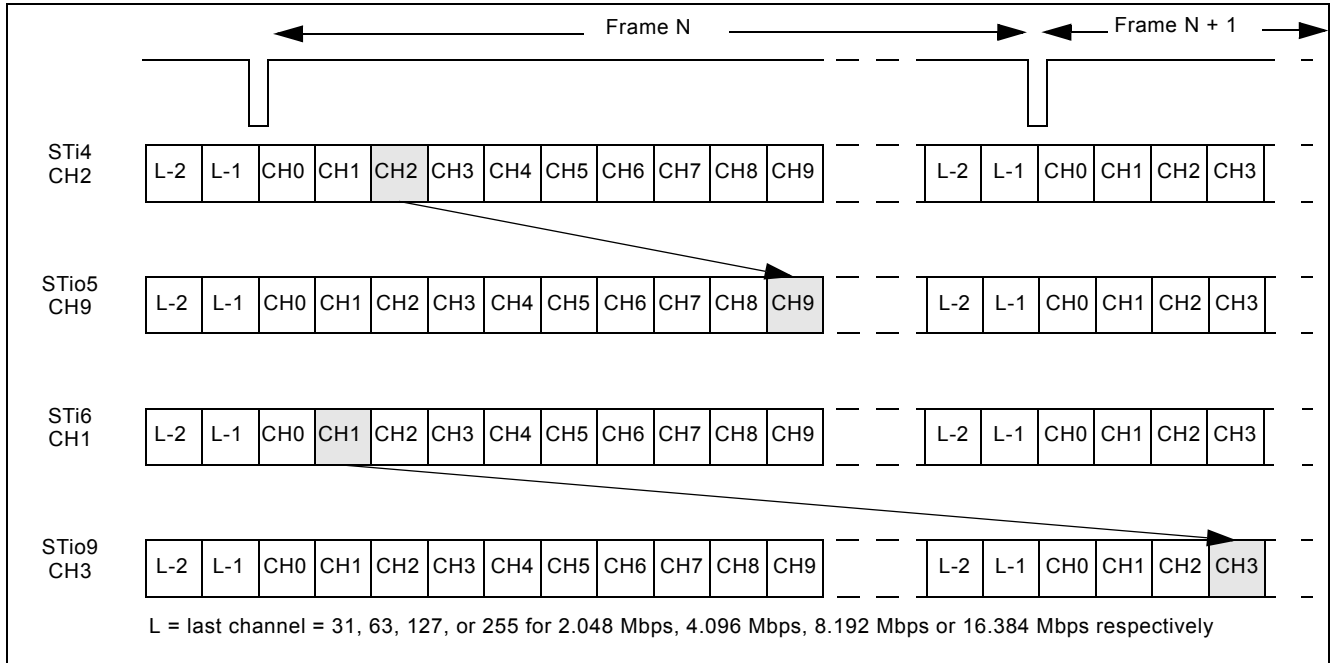 Frame N Frame N + 1
STi4
CH2
L-2 L-1 CH0 CH1 CH2 CH3 CH4 CH5 CH6 CH7 CH8 CH9 L-2 L-1 CH0 CH1 CH2 CH3
STio5
CH9
L-2 L-1 CH0 CH1 CH2 CH3 CH4 CH5 CH6 CH7 CH8 CH9 L-2 L-1 CH0 CH1 CH2 CH3
STi6
CH1
L-2 L-1 CH0 CH1 CH2 CH3 CH4 CH5 CH6 CH7 CH8 CH9 L-2 L-1 CH0 CH1 CH2 CH3
STio9
CH3
L-2 L-1 CH0 CH1 CH2 CH3 CH4 CH5 CH6 CH7 CH8 CH9 L-2 L-1 CH0 CH1 CH2 CH3
L = last channel = 31, 63, 127, or 255 for 2.048 Mbps, 4.096 Mbps, 8.192 Mbps or 16.384 Mbps respectively